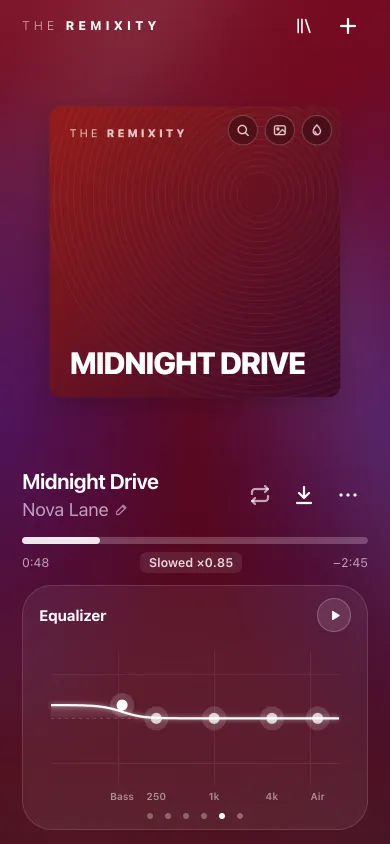 THE REMIXITY
THE REMIXITY
MIDNIGHT DRIVE
Midnight Drive
Nova Lane
0:48
Slowed ×0.85
−2:45
Equalizer
Bass 250 1k 4k Air